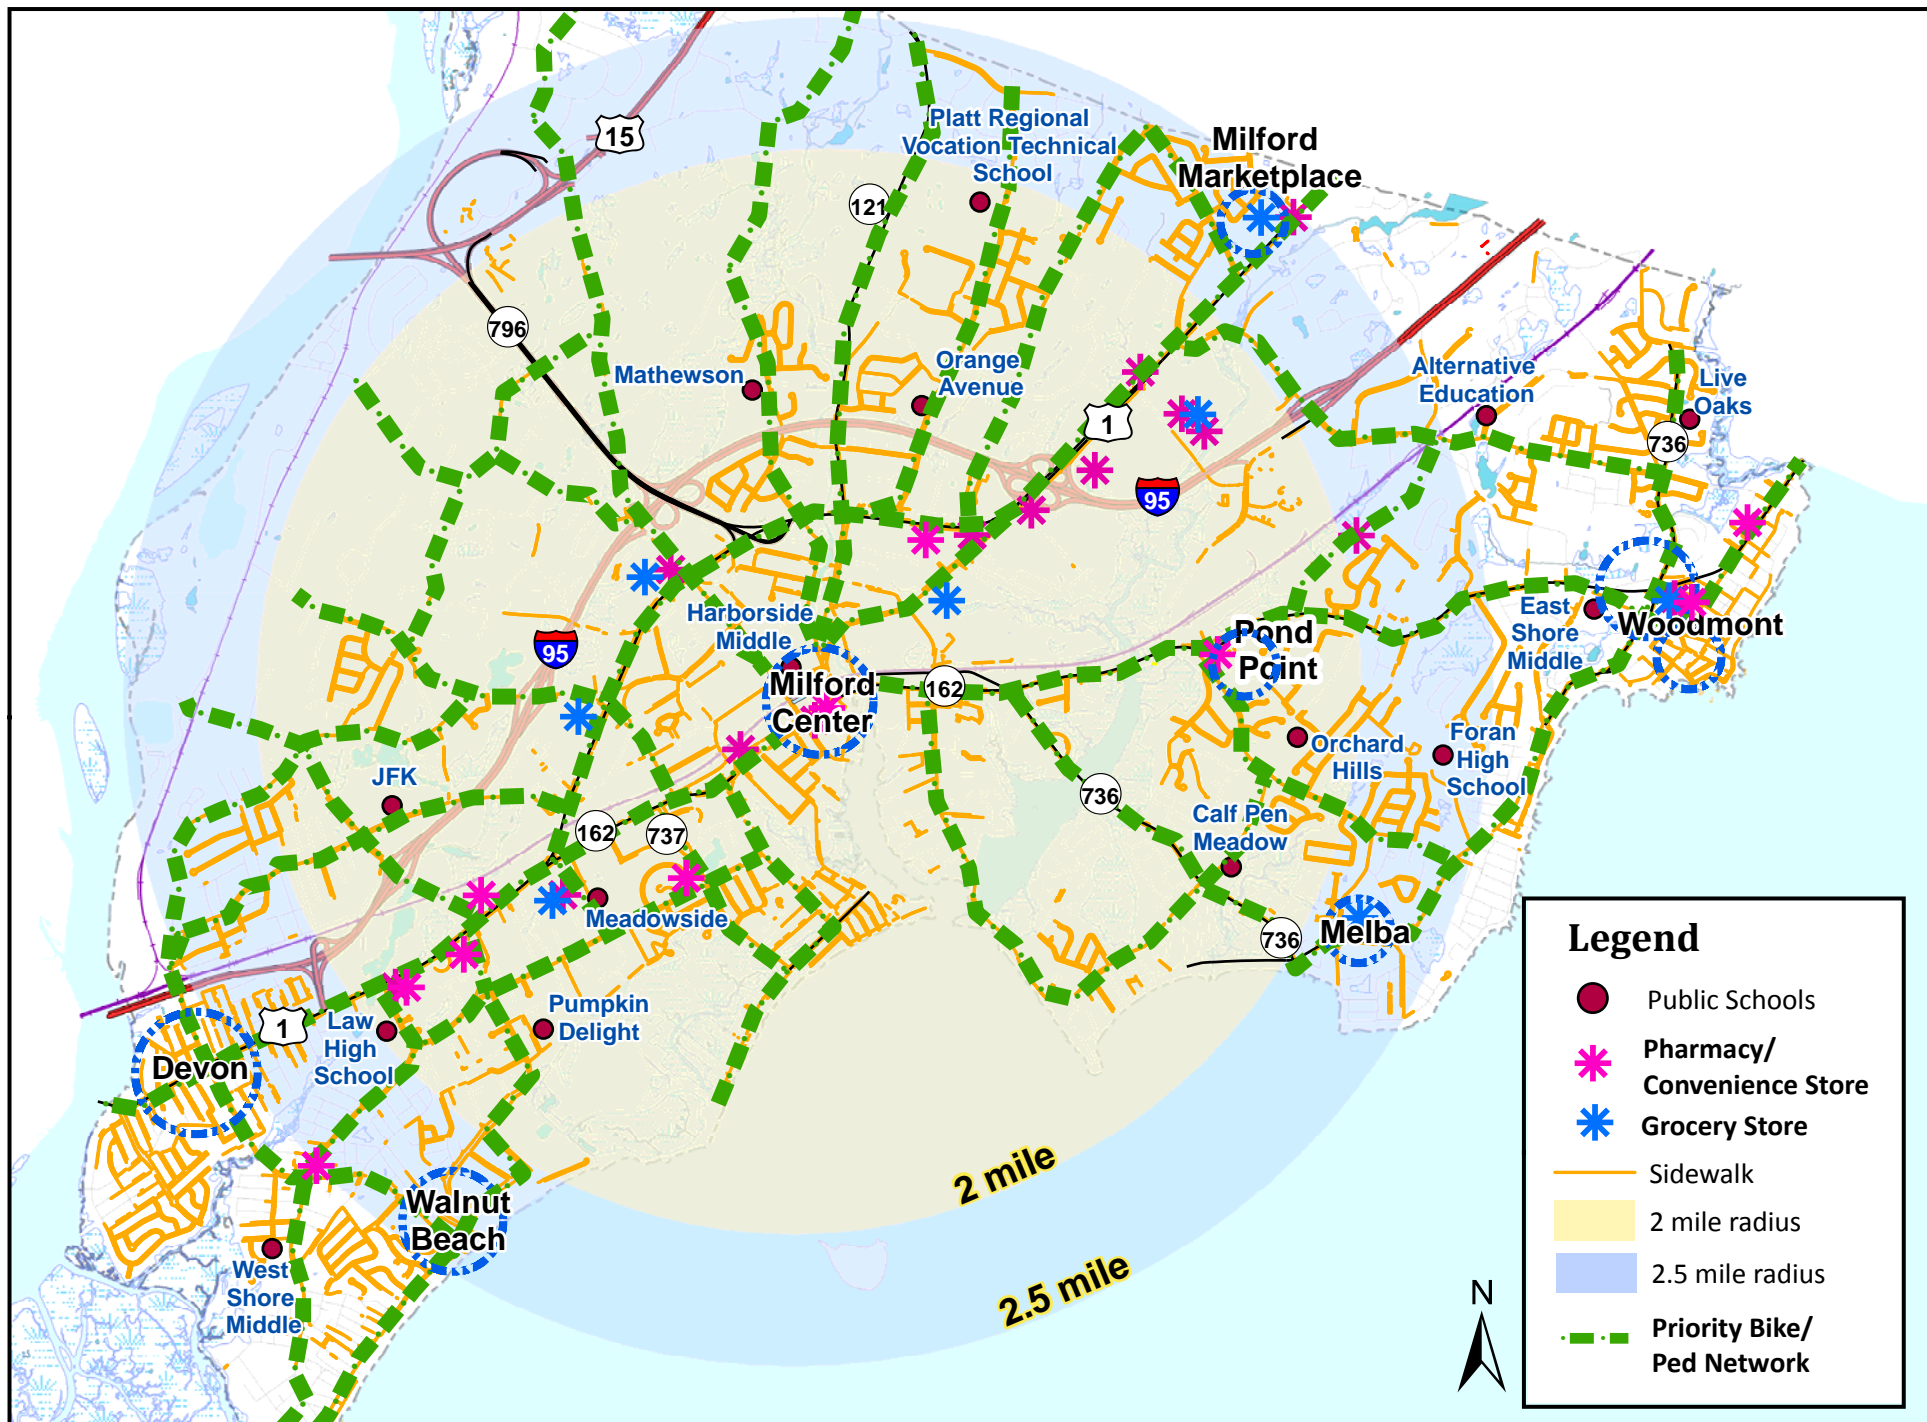 15
Platt Regional
Vocation Technical
School
Milford
Marketplace
121
796
Mathewson
Orange
Avenue
Alternative
Education
Live
Oaks
1
736
95
Harborside
Middle
95
East
Shore
Middle
Woodmont
Pond
Point
Milford
Center
162
Orchard
Hills
Foran
High
School
JFK
736
Calf Pen
Meadow
162
737
Meadowside
736
Melba
Pumpkin
Delight
1
Law
High
School
Devon
Walnut
Beach
West
Shore
Middle
2 mile
2.5 mile
N
Legend
Public Schools
Pharmacy/
Convenience Store
Grocery Store
Sidewalk
2 mile radius
2.5 mile radius
Priority Bike/
Ped Network